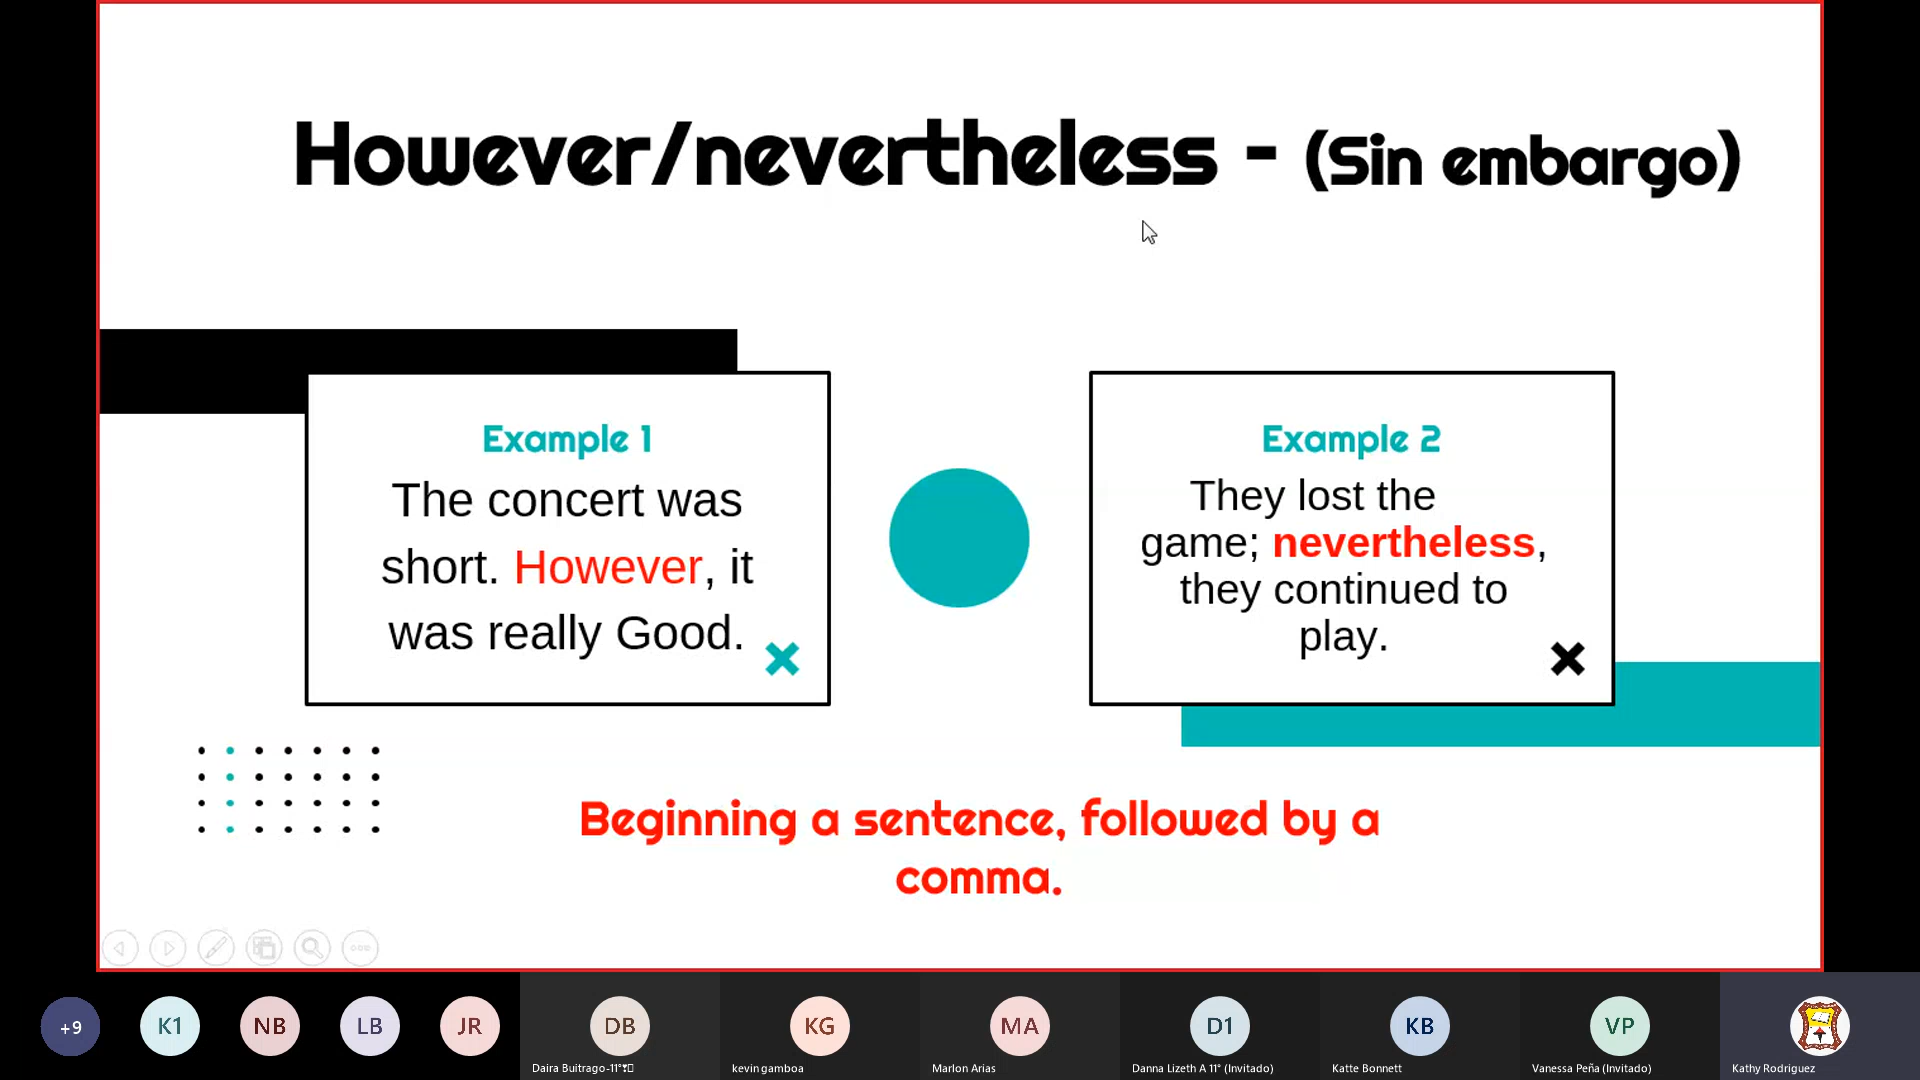 However/nevertheless - (Sin embargo)
Example 1
The concert was
short. However, it
was really Good.
Example 2
They lost the
game; nevertheless,
they continued to
play.
Beginning a sentence, followed by a
comma.
+9
K1
NB
LB
JR
DB
KG
MA
D1
KB
VP
Daira Buitrago-11°
kevin gamboa
Marlon Arias
Danna Lizeth A 11° (Invitado)
Katte Bonnett
Vanessa Peña (Invitado)
Kathy Rodriguez